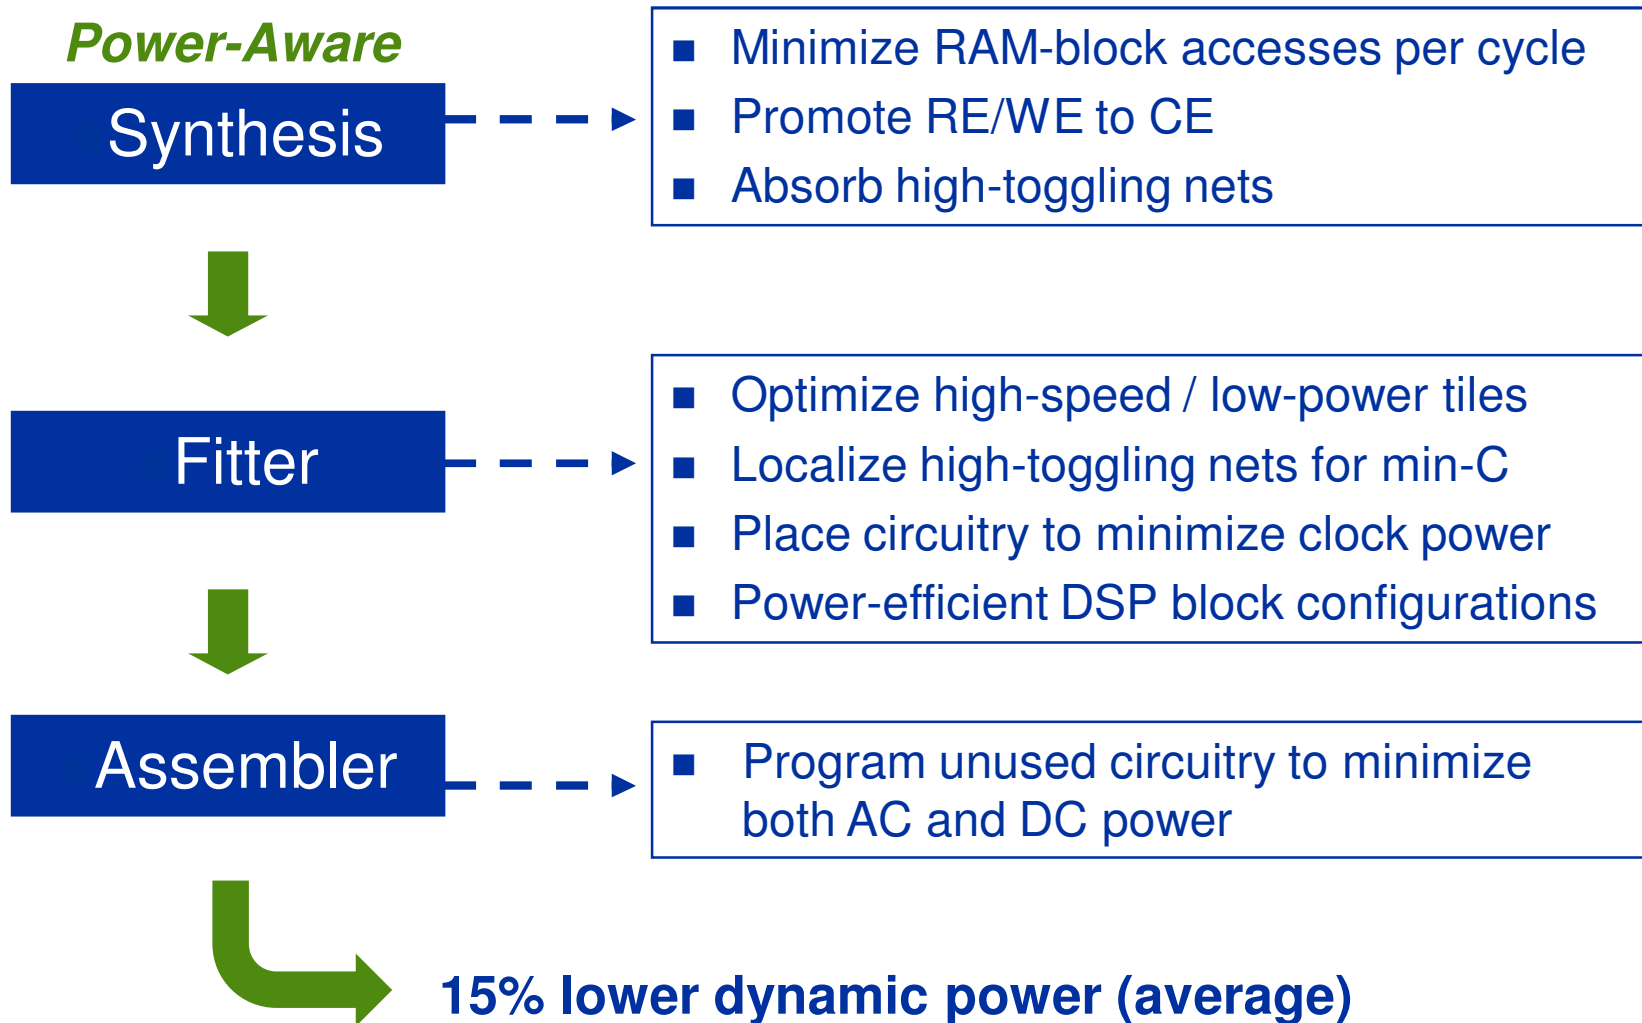 Power-Aware
Synthesis
■ Minimize RAM-block accesses per cycle
■ Promote RE/WE to CE
■ Absorb high-toggling nets
Fitter
■ Optimize high-speed / low-power tiles
■ Localize high-toggling nets for min-C
■ Place circuitry to minimize clock power
■ Power-efficient DSP block configurations
Assembler
■ Program unused circuitry to minimize
both AC and DC power
15% lower dynamic power (average)